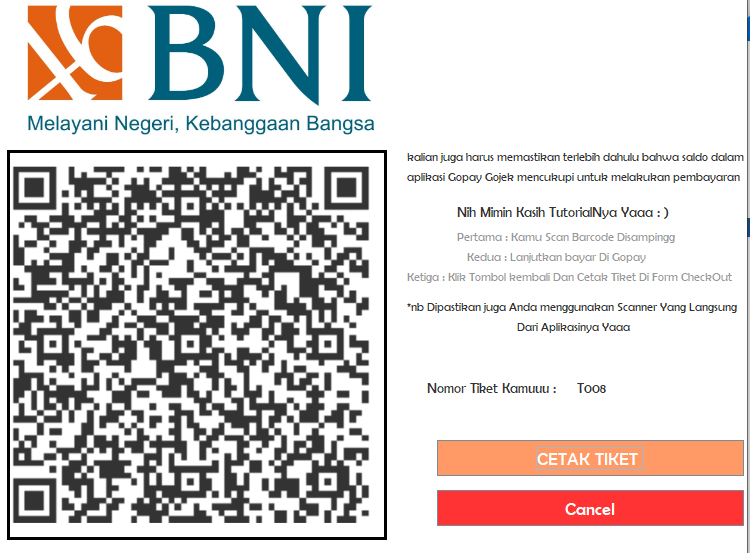 BNI
Melayani Negeri, Kebanggaan Bangsa
kalian juga harus memastikan terlebih dahulu bahwa saldo dalam
aplikasi Gopay Gojek mencukupi untuk melakukan pembayaran
Nih Mimin Kasih TutorialNya Yaaa : )
Pertama : Kamu Scan Barcode Disampingg
Kedua : Lanjutkan bayar Di Gopay
Ketiga : Klik Tombol kembali Dan Cetak Tiket Di Form CheckOut
*nb Dipastikan juga Anda menggunakan Scanner Yang Langsung
Dari Aplikasinya Yaaa
Nomor Tiket Kamuuu : T008
CETAK TIKET
Cancel